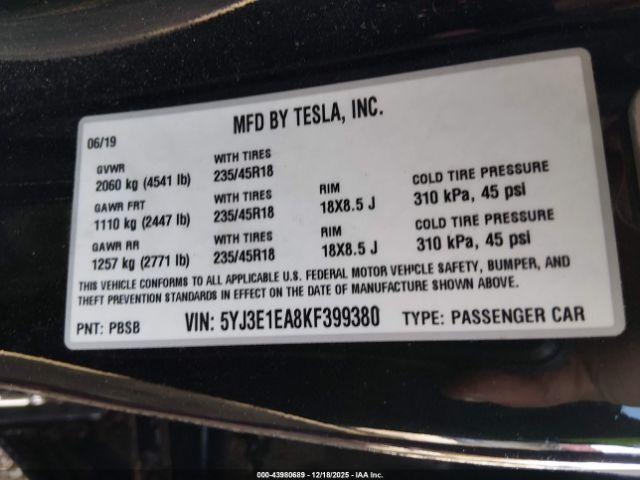 MFD BY TESLA, INC.
06/19
GVWR
2060 kg (4541 lb)
WITH TIRES
235/45R18
GAWR FRT
1110 kg (2447 lb)
WITH TIRES
235/45R18
RIM
18X8.5 J
COLD TIRE PRESSURE
310 kPa, 45 psi
GAWR RR
1257 kg (2771 lb)
WITH TIRES
235/45R18
RIM
18X8.5 J
COLD TIRE PRESSURE
310 kPa, 45 psi
THIS VEHICLE CONFORMS TO ALL APPLICABLE U.S. FEDERAL MOTOR VEHICLE SAFETY, BUMPER, AND
THEFT PREVENTION STANDARDS IN EFFECT ON THE DATE OF MANUFACTURE SHOWN ABOVE.
PNT: PBSB VIN: 5YJ3E1EA8KF399380 TYPE: PASSENGER CAR
000-43980689 - 12/18/2025 - IAA Inc.